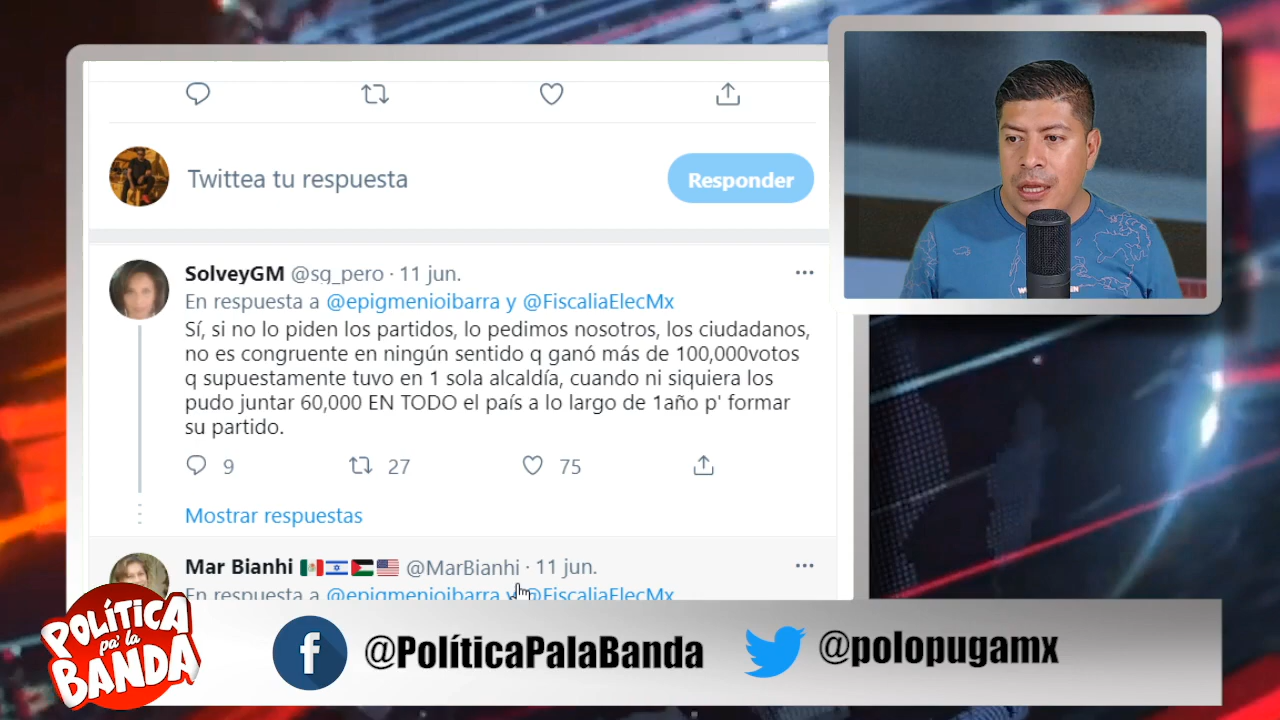 Twittea tu respuesta
Responder
SolveyGM @sg_pero · 11 jun.
En respuesta a @epigmenioibarra y @FiscaliaElecMx
Sí, si no lo piden los partidos, lo pedimos nosotros, los ciudadanos,
no es congruente en ningún sentido q ganó más de 100,000votos
q supuestamente tuvo en 1 sola alcaldía, cuando ni siquiera los
pudo juntar 60,000 EN TODO el país a lo largo de 1año p' formar
su partido.
9 27 75
Mostrar respuestas
Mar Bianhi @MarBianhi · 11 jun.
En respuesta a @epigmenioibarra y @FiscaliaElecMx
POLÍTICA
pa' la
BANDA
@PolíticaPalaBanda
@polopugamx